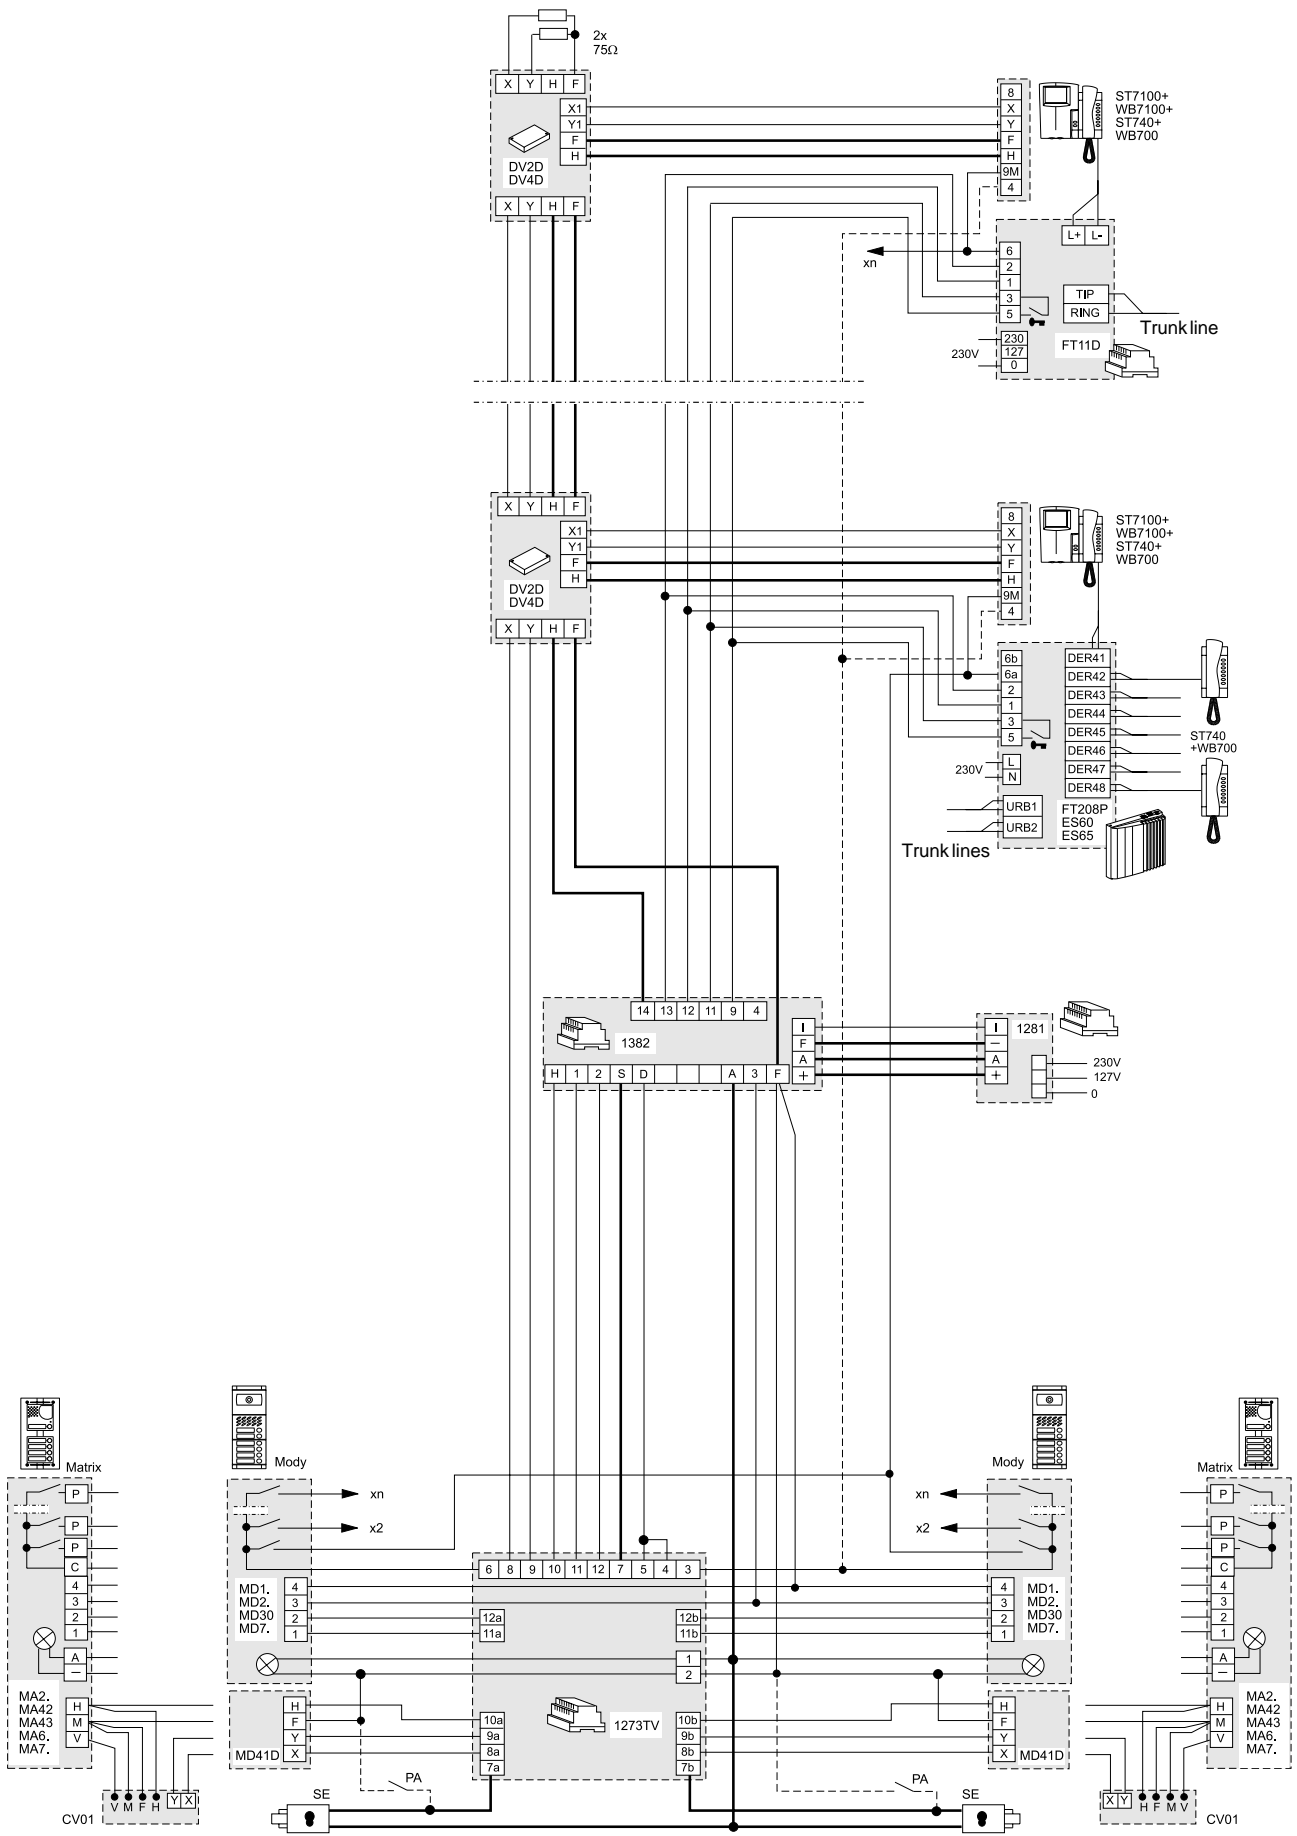 2x
75Ω
X Y H F
X1
Y1
F
H
DV2D
DV4D
X Y H F
8
X
Y
F
H
9M
4
ST7100+
WB7100+
ST740+
WB700
L+ L-
xn
6
2
1
3
5
TIP
RING
Trunk line
FT11D
230V
230
127
0
X Y H F
X1
Y1
F
H
DV2D
DV4D
X Y H F
8
X
Y
F
H
9M
4
ST7100+
WB7100+
ST740+
WB700
6b
6a
2
1
3
5
DER41
DER42
DER43
DER44
DER45
DER46
DER47
DER48
ST740
+WB700
230V
L
N
URB1
URB2
FT208P
ES60
ES65
Trunk lines
14 13 12 11 9 4
1382
I
F
A
+
H 1 2 S D A 3 F
I
–
A
+
1281
230V
127V
0
Matrix
P
P
P
C
4
3
2
1
A
–
MA2.
MA42
MA43
MA6.
MA7.
H
M
V
V M F H Y X
CV01
Mody
xn
x2
MD1.
MD2.
MD30
MD7.
4
3
2
1
H
F
Y
X
MD41D
PA
SE
6 8 9 10 11 12 7 5 4 3
12a
11a
12b
11b
1
2
10a
9a
8a
7a
1273TV
10b
9b
8b
7b
Mody
xn
x2
4
3
2
1
MD1.
MD2.
MD30
MD7.
H
F
Y
X
MD41D
PA
SE
Matrix
P
P
P
C
4
3
2
1
A
–
H
M
V
MA2.
MA42
MA43
MA6.
MA7.
X Y H F M V
CV01